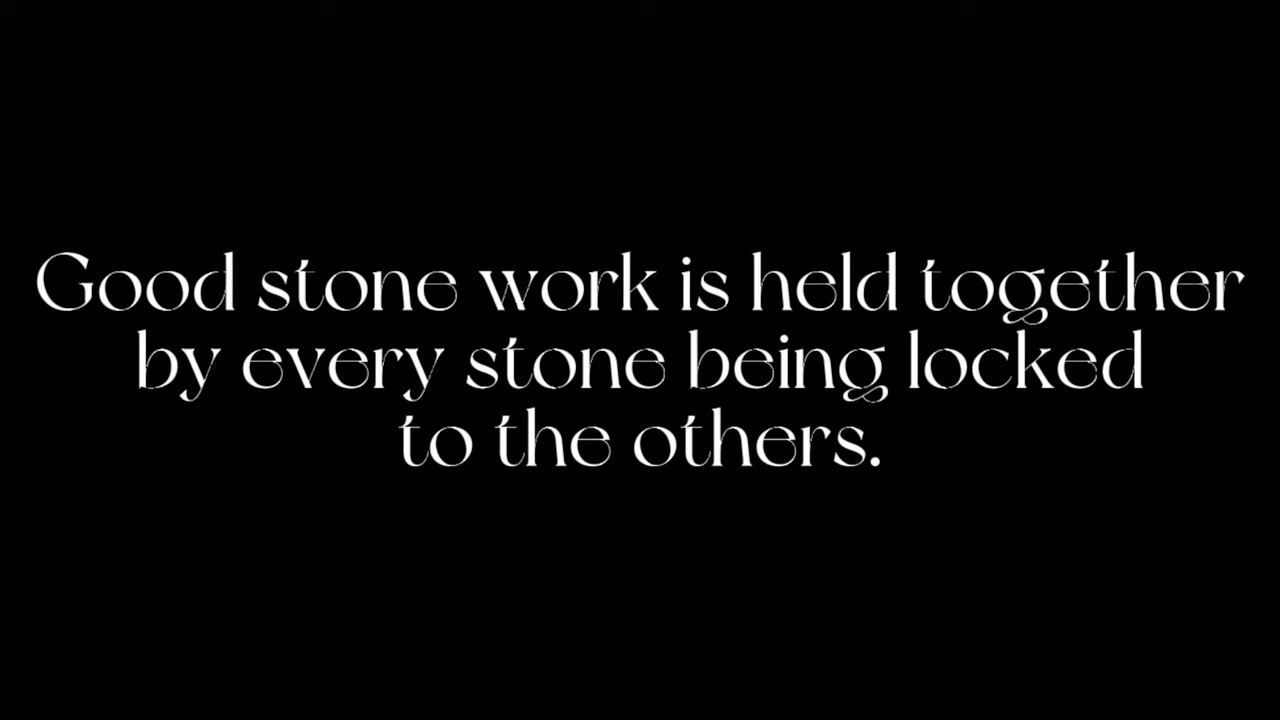 Good stone work is held together
by every stone being locked
to the others.